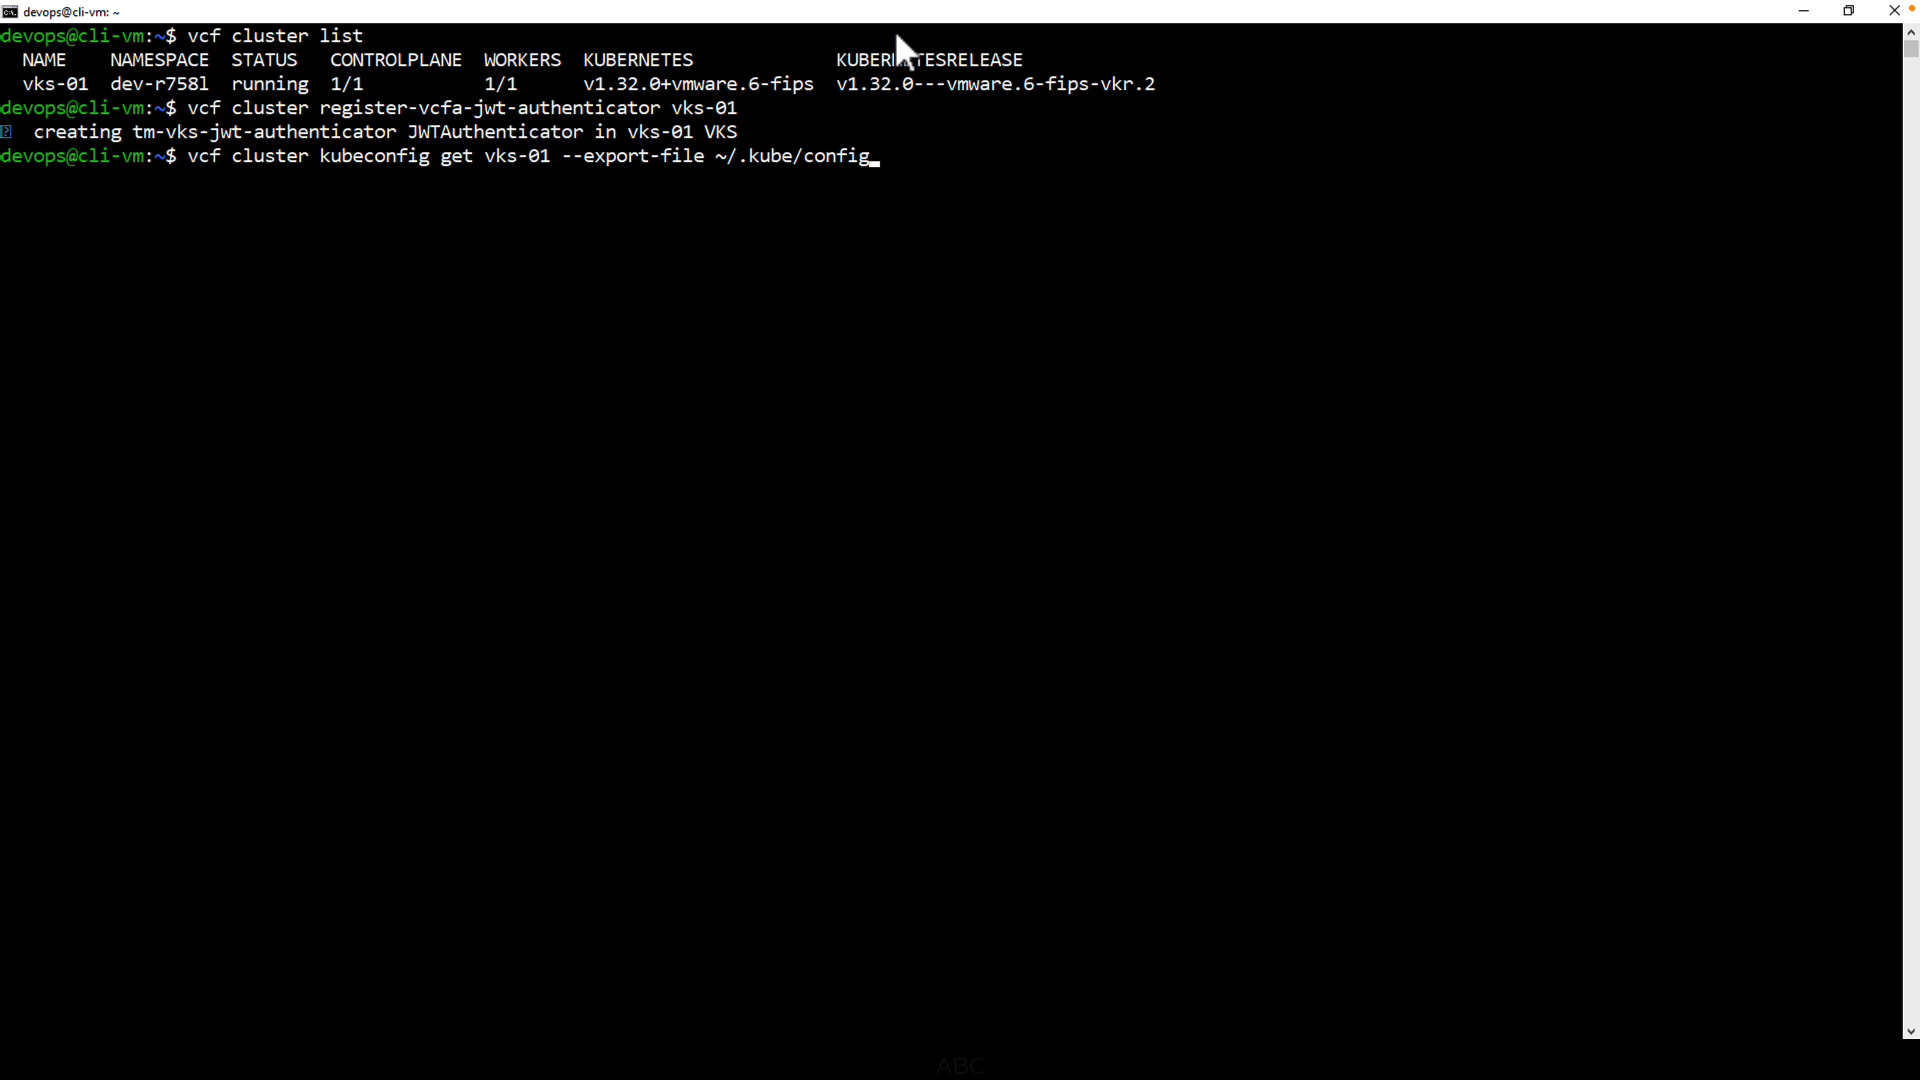 devops@cli-vm: ~
devops@cli-vm:~$ vcf cluster list
NAME NAMESPACE STATUS CONTROLPLANE WORKERS KUBERNETES KUBERNETESRELEASE
vks-01 dev-r758l running 1/1 1/1 v1.32.0+vmware.6-fips v1.32.0---vmware.6-fips-vkr.2
devops@cli-vm:~$ vcf cluster register-vcfa-jwt-authenticator vks-01
creating tm-vks-jwt-authenticator JWTAuthenticator in vks-01 VKS
devops@cli-vm:~$ vcf cluster kubeconfig get vks-01 --export-file ~/.kube/config
ABC